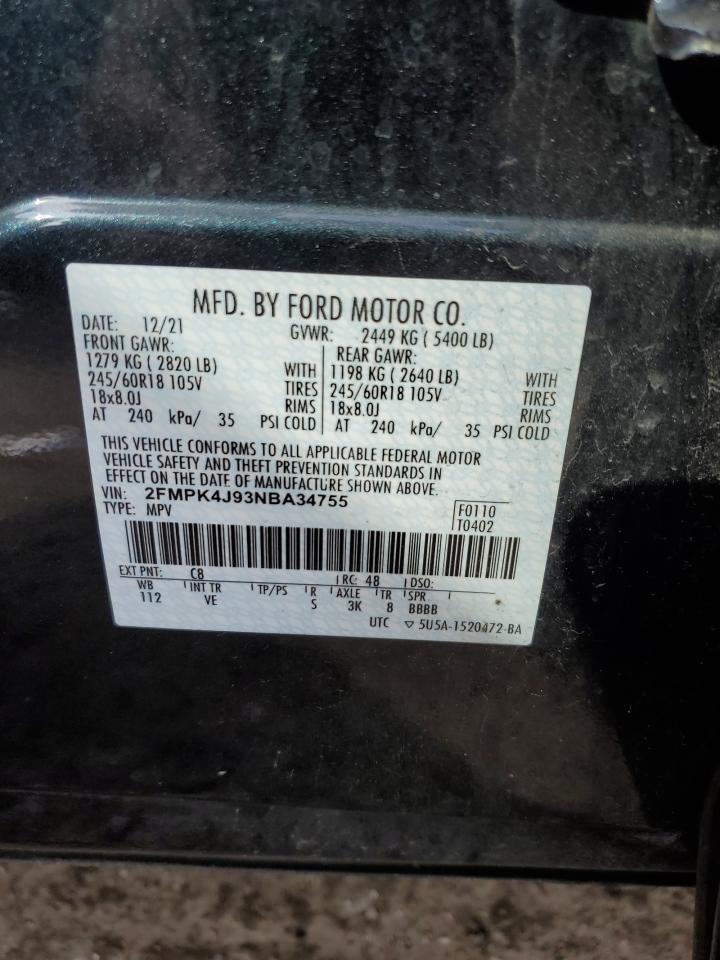 MFD. BY FORD MOTOR CO.
DATE: 12/21 GVWR: 2449 KG ( 5400 LB)
FRONT GAWR: REAR GAWR:
1279 KG ( 2820 LB) WITH 1198 KG ( 2640 LB) WITH
245/60R18 105V TIRES 245/60R18 105V TIRES
18x8.0J RIMS 18x8.0J RIMS
AT 240 kPa/ 35 PSI COLD AT 240 kPa/ 35 PSI COLD
THIS VEHICLE CONFORMS TO ALL APPLICABLE FEDERAL MOTOR
VEHICLE SAFETY AND THEFT PREVENTION STANDARDS IN
EFFECT ON THE DATE OF MANUFACTURE SHOWN ABOVE.
VIN: 2FMPK4J93NBA34755 F0110
TYPE: MPV T0402
EXT PNT: C8 RC: 48 DSO:
WB INT TR TP/PS R AXLE TR SPR
112 VE S 3K 8 BBBB
UTC ▽ 5U5A-1520472-BA